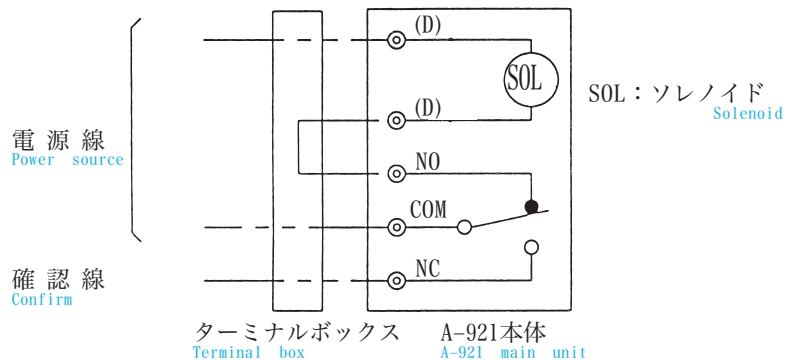 (D)
SOL
SOL：ソレノイド
Solenoid
(D)
電源線
Power source
NO
COM
NC
確認線
Confirm
ターミナルボックス
Terminal box
A-921本体
A-921 main unit